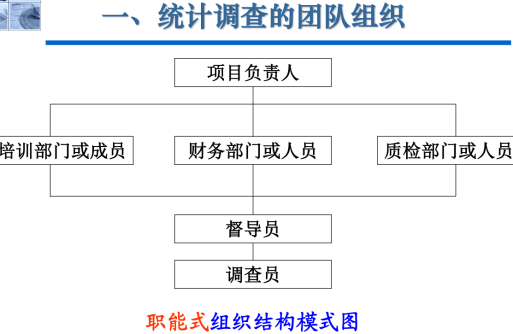 一、统计调查的团队组织
项目负责人
培训部门或成员 财务部门或人员 质检部门或人员
督导员
调查员
职能式组织结构模式图